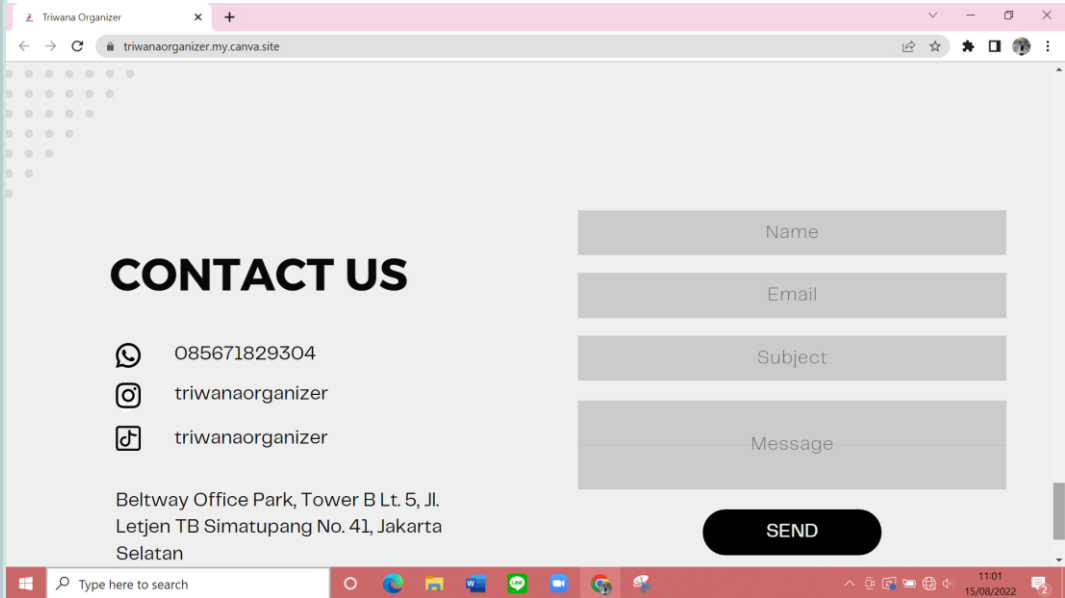 Triwana Organizer
triwanaorganizer.my.canva.site
CONTACT US
085671829304
triwanaorganizer
triwanaorganizer
Beltway Office Park, Tower B Lt. 5, Jl.
Letjen TB Simatupang No. 41, Jakarta
Selatan
Name
Email
Subject
Message
SEND
Type here to search
W
LINE
11:01
15/08/2022
2